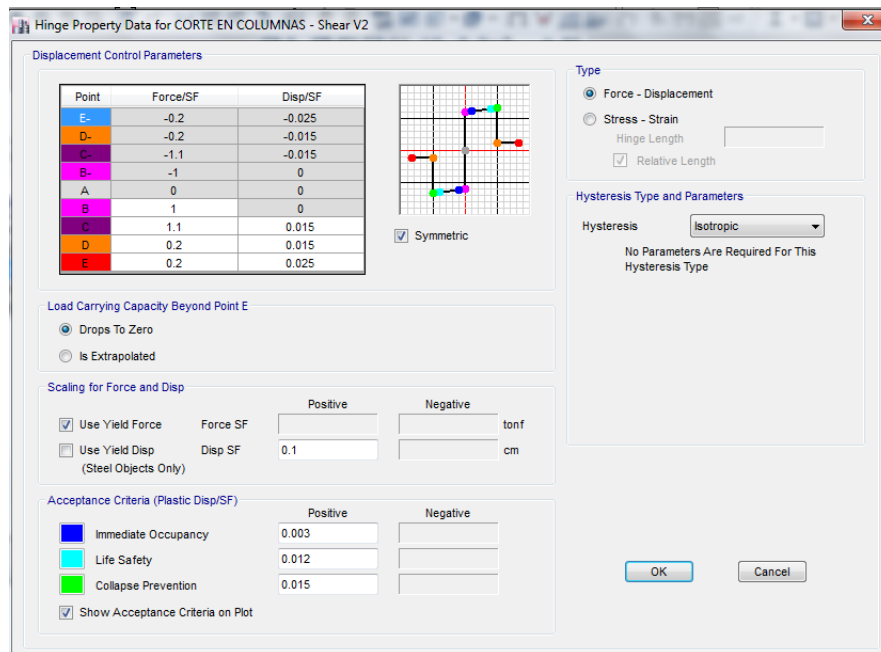 Hinge Property Data for CORTE EN COLUMNAS - Shear V2
Displacement Control Parameters
Point Force/SF Disp/SF
E- -0.2 -0.025
D- -0.2 -0.015
C- -1.1 -0.015
B- -1 0
A 0 0
B 1 0
C 1.1 0.015
D 0.2 0.015
E 0.2 0.025
Symmetric
Load Carrying Capacity Beyond Point E
Drops To Zero
Is Extrapolated
Scaling for Force and Disp
Positive Negative
Use Yield Force Force SF tonf
Use Yield Disp Disp SF 0.1 cm
(Steel Objects Only)
Acceptance Criteria (Plastic Disp/SF)
Positive Negative
Immediate Occupancy 0.003
Life Safety 0.012
Collapse Prevention 0.015
Show Acceptance Criteria on Plot
Type
Force - Displacement
Stress - Strain
Hinge Length
Relative Length
Hysteresis Type and Parameters
Hysteresis Isotropic
No Parameters Are Required For This
Hysteresis Type
OK Cancel